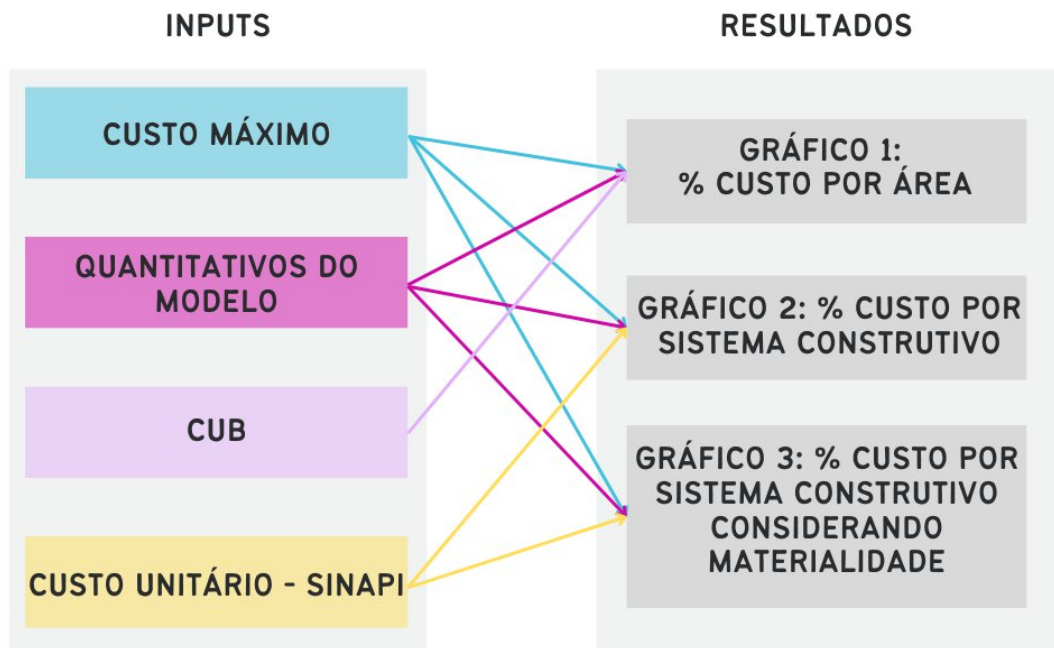 INPUTS
CUSTO MÁXIMO
QUANTITATIVOS DO
MODELO
CUB
CUSTO UNITÁRIO - SINAPI
RESULTADOS
GRÁFICO 1:
% CUSTO POR ÁREA
GRÁFICO 2: % CUSTO POR
SISTEMA CONSTRUTIVO
GRÁFICO 3: % CUSTO POR
SISTEMA CONSTRUTIVO
CONSIDERANDO
MATERIALIDADE